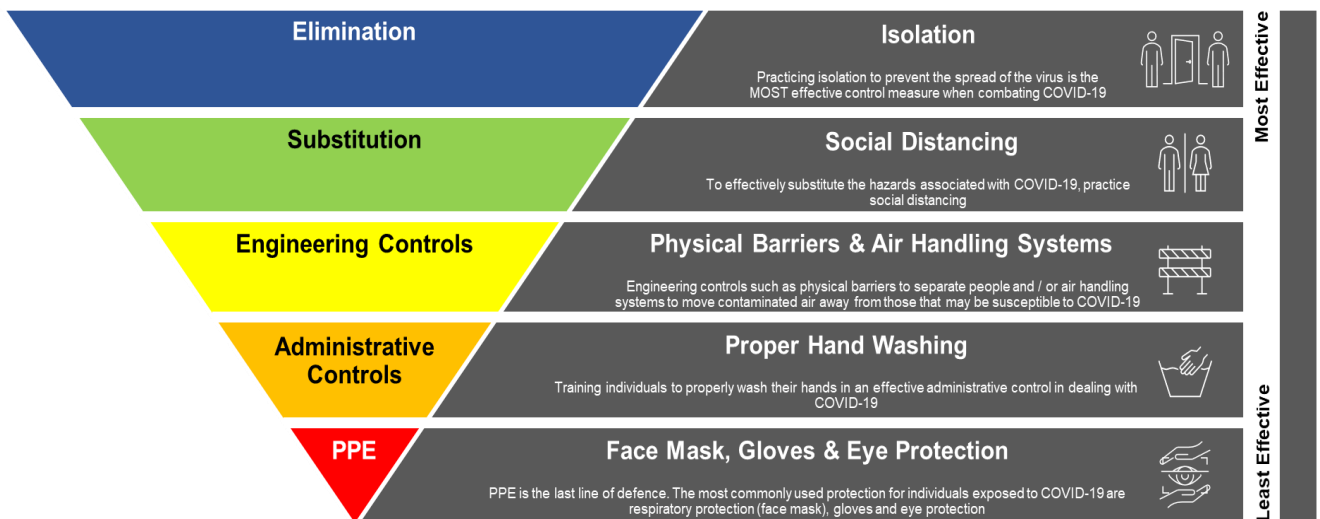 Elimination
Isolation
Practicing isolation to prevent the spread of the virus is the
MOST effective control measure when combating COVID-19
Substitution
Social Distancing
To effectively substitute the hazards associated with COVID-19, practice
social distancing
Engineering Controls
Physical Barriers & Air Handling Systems
Engineering controls such as physical barriers to separate people and / or air handling
systems to move contaminated air away from those that may be susceptible to COVID-19
Administrative
Controls
Proper Hand Washing
Training individuals to properly wash their hands in an effective administrative control in dealing with
COVID-19
PPE
Face Mask, Gloves & Eye Protection
PPE is the last line of defence. The most commonly used protection for individuals exposed to COVID-19 are
respiratory protection (face mask), gloves and eye protection
Most Effective
Least Effective